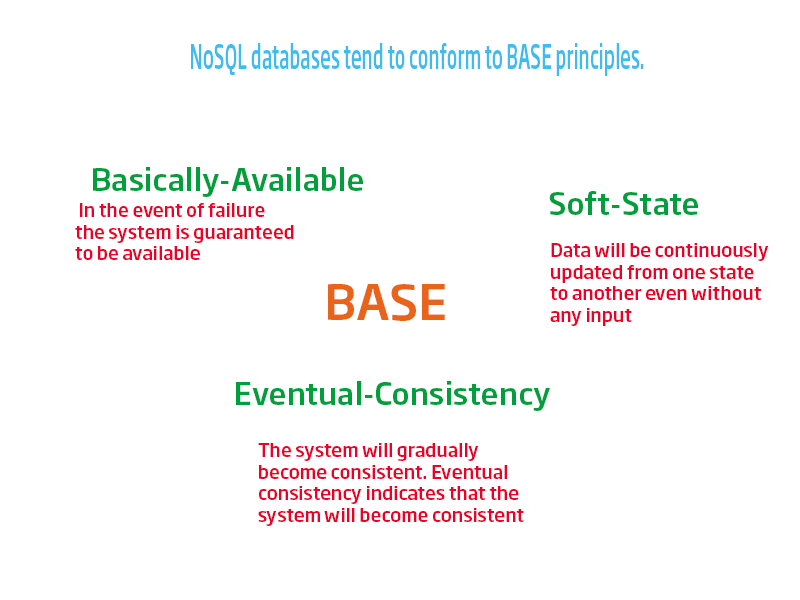 NoSQL databases tend to conform to BASE principles.
Basically-Available
In the event of failure
the system is guaranteed
to be available
Soft-State
Data will be continuously
updated from one state
to another even without
any input
BASE
Eventual-Consistency
The system will gradually
become consistent. Eventual
consistency indicates that the
system will become consistent